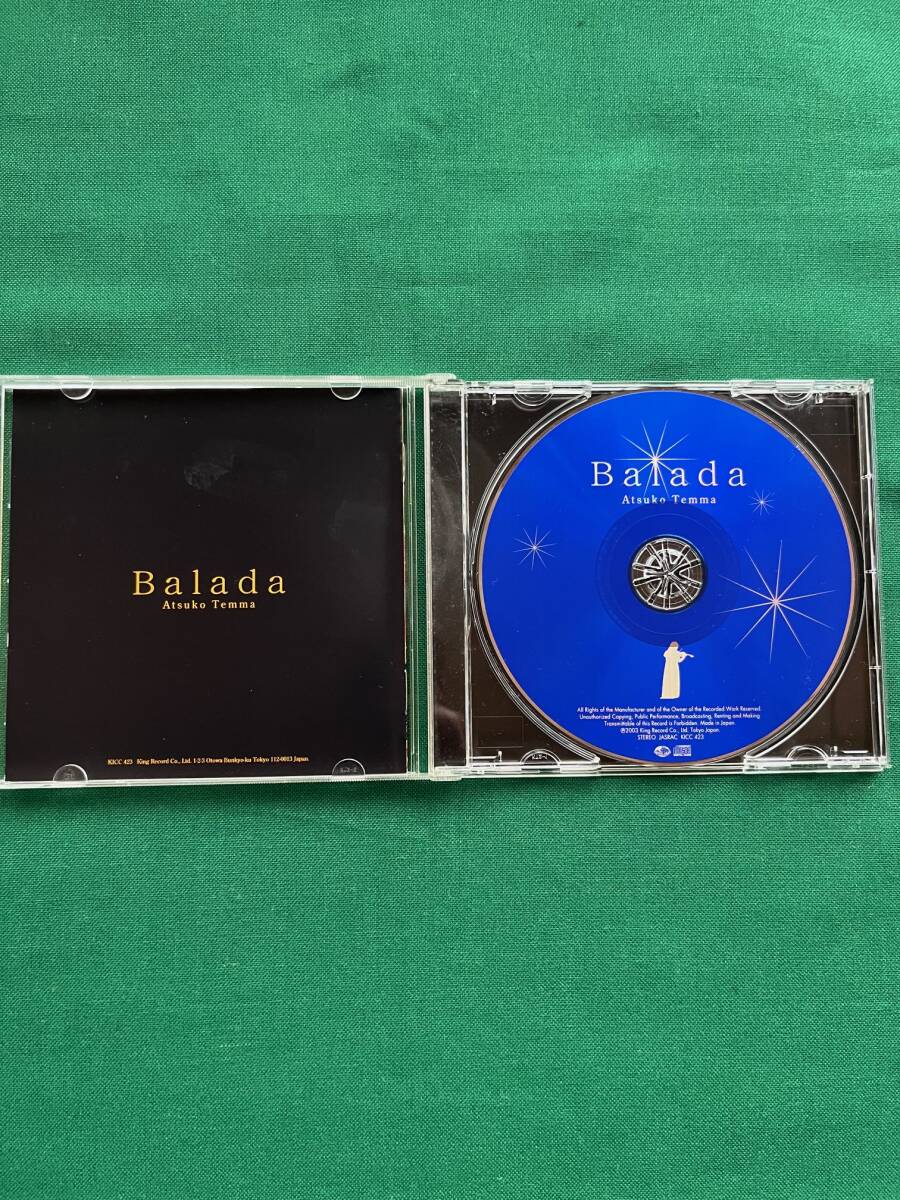 Balada
Atsuko Temma
KICC 423 King Record Co., Ltd. 1-2-3 Otowa Bunkyo-ku Tokyo 112-0013 Japan.
Balada
Atsuko Temma
All Rights of the Manufacturer and of the Owner of the Recorded Work Reserved.
Unauthorized Copying, Public Performance, Broadcasting, Renting and Making
Transmittable of this Record is Forbidden. Made in Japan.
℗2003 King Record Co., Ltd. Tokyo Japan.
STEREO JASRAC KICC 423